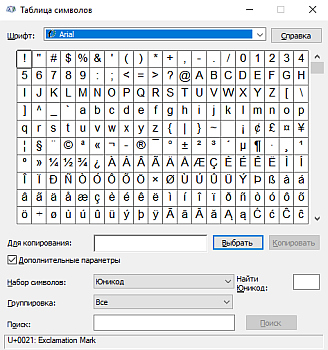 Таблица символов
Шрифт: Arial Справка
! " # $ % & ' ( ) * + , - . / 0 1 2 3 4
5 6 7 8 9 : ; < = > ? @ A B C D E F G H
I J K L M N O P Q R S T U V W X Y Z [ \
] ^ _ ` a b c d e f g h i j k l m n o p
q r s t u v w x y z { | } ~ ¡ ¢ £ ¤ ¥
¦ § ¨ © ª « ¬ - ® ¯ ° ± ² ³ ´ µ ¶ · ¸ ¹
º » ¼ ½ ¾ ¿ À Á Â Ã Ä Å Æ Ç È É Ê Ë Ì Í
Î Ï Ð Ñ Ò Ó Ô Õ Ö × Ø Ù Ú Û Ü Ý Þ ß à á
â ã ä å æ ç è é ê ë ì í î ï ð ñ ò ó ô õ
ö ÷ ø ù ú û ü ý þ ÿ Ā ā Ă ă Ą ą Ć ć Ĉ ĉ
Для копирования: Выбрать Копировать
Дополнительные параметры
Набор символов: Юникод Найти Юникод:
Группировка: Все
Поиск: Поиск
U+0021: Exclamation Mark